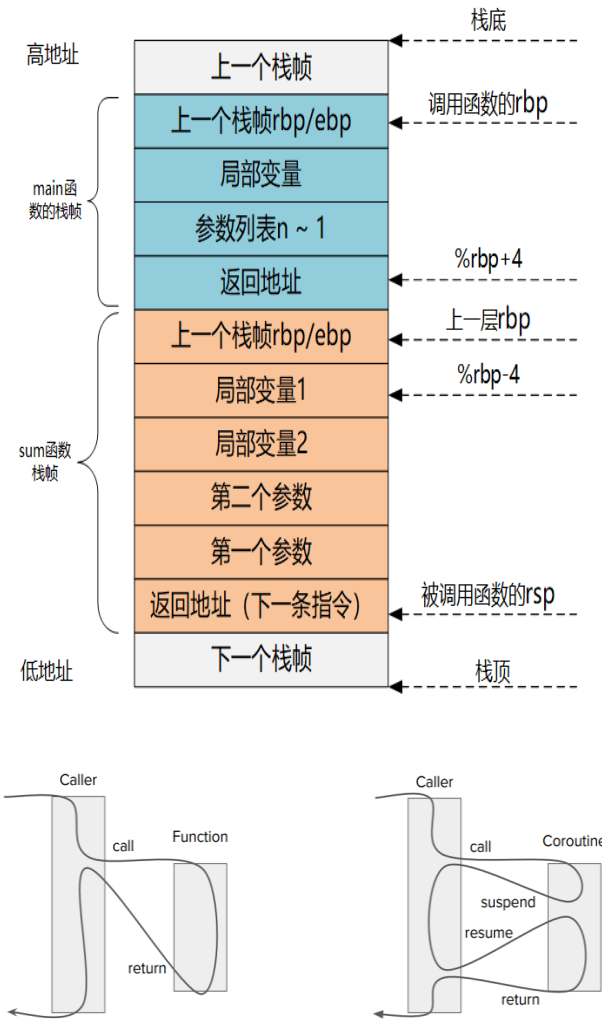 栈底
高地址
上一个栈帧
上一个栈帧rbp/ebp
调用函数的rbp
局部变量
main函
数的栈帧
参数列表n ~ 1
返回地址
%rbp+4
上一个栈帧rbp/ebp
上一层rbp
局部变量1
%rbp-4
局部变量2
sum函数
栈帧
第二个参数
第一个参数
返回地址（下一条指令）
被调用函数的rsp
下一个栈帧
低地址
栈顶
Caller
call
Function
return
Caller
call
Coroutine
suspend
resume
return